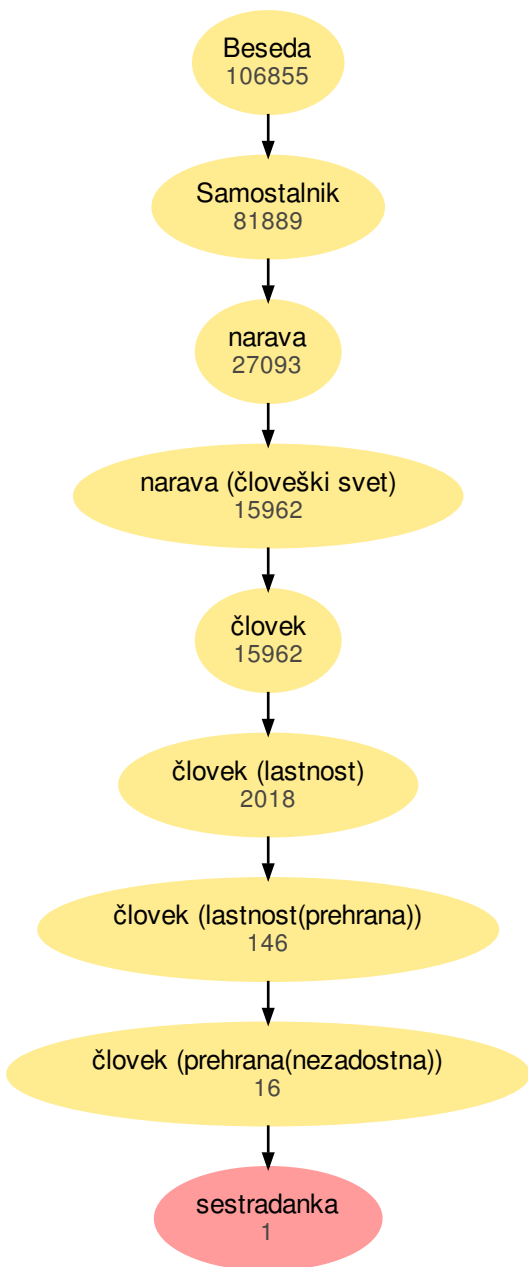 Beseda
106855
Samostalnik
81889
narava
27093
narava (človeški svet)
15962
človek
15962
človek (lastnost)
2018
človek (lastnost(prehrana))
146
človek (prehrana(nezadostna))
16
sestradanka
1